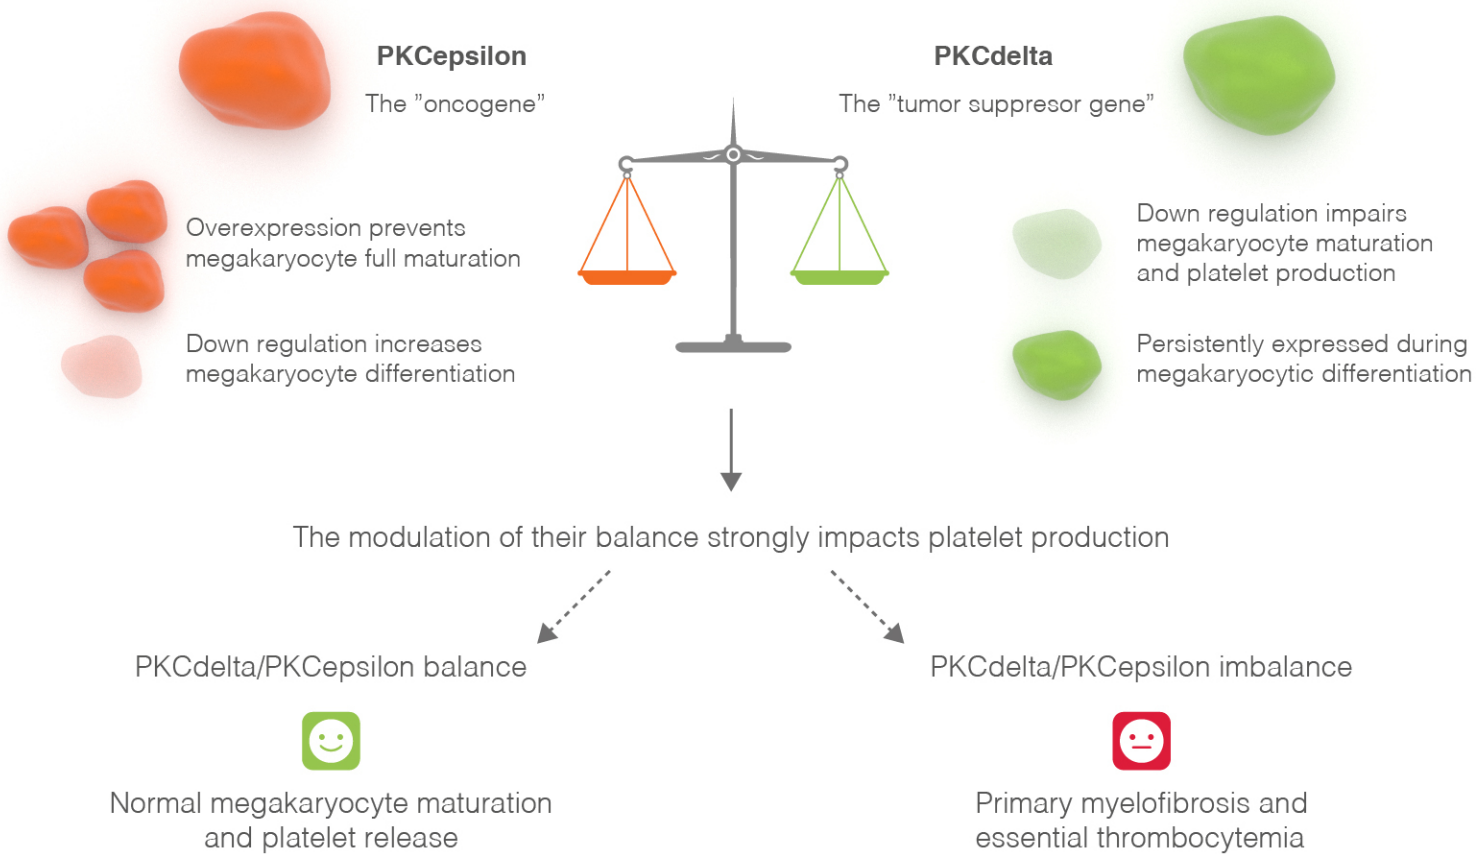 PKCepsilon
The ”oncogene”
Overexpression prevents
megakaryocyte full maturation
Down regulation increases
megakaryocyte differentiation
PKCdelta
The ”tumor suppresor gene”
Down regulation impairs
megakaryocyte maturation
and platelet production
Persistently expressed during
megakaryocytic differentiation
The modulation of their balance strongly impacts platelet production
PKCdelta/PKCepsilon balance
Normal megakaryocyte maturation
and platelet release
PKCdelta/PKCepsilon imbalance
Primary myelofibrosis and
essential thrombocytemia